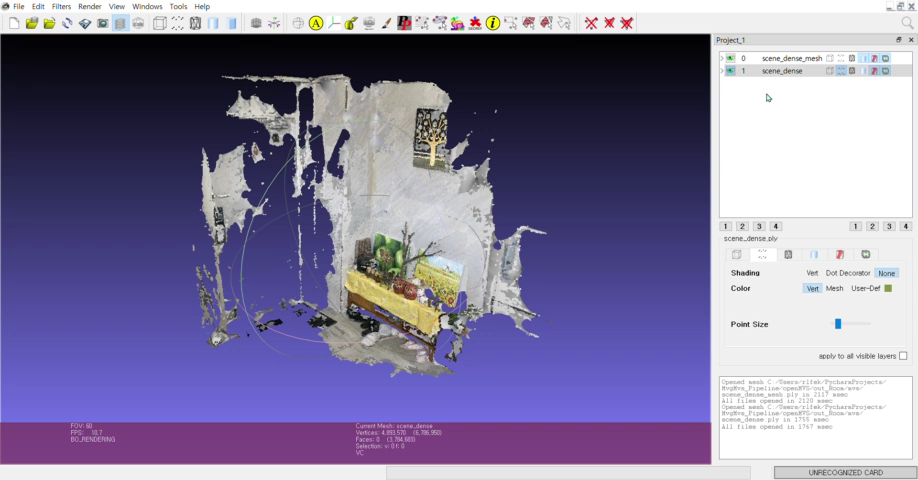 File Edit Filters Render View Windows Tools Help
Project_1
0 scene_dense_mesh
1 scene_dense
1 2 3 4 1 2 3 4
scene_dense.ply
Shading Vert Dot Decorator None
Color Vert Mesh User-Def
Point Size
apply to all visible layers
Opened mesh C:/Users/rlfek/PycharmProjects/
MvgMvs_Pipeline/openMVS/out_Room/mvs/
scene_dense_mesh.ply in 2117 msec
All files opened in 2120 msec
Opened mesh C:/Users/rlfek/PycharmProjects/
MvgMvs_Pipeline/openMVS/out_Room/mvs/
scene_dense.ply in 1755 msec
All files opened in 1767 msec
FOV: 60
FPS: 10.7
BO_RENDERING
Current Mesh: scene_dense
Vertices: 4,893,570 (6,786,950)
Faces: 0 (3,784,683)
Selection: v: 0 f: 0
VC
UNRECOGNIZED CARD